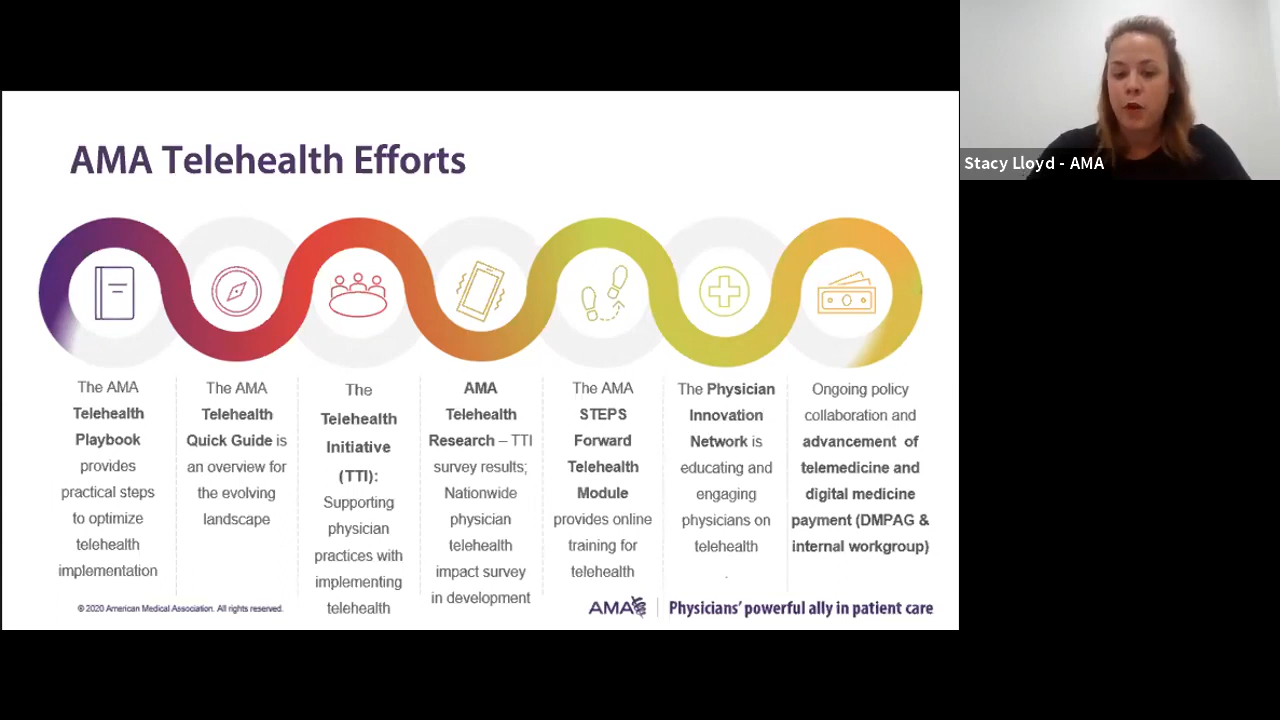 AMA Telehealth Efforts
Stacy Lloyd - AMA
The AMA
Telehealth
Playbook
provides
practical steps
to optimize
telehealth
implementation
The AMA
Telehealth
Quick Guide is
an overview for
the evolving
landscape
The
Telehealth
Initiative
(TTI):
Supporting
physician
practices with
implementing
telehealth
AMA
Telehealth
Research – TTI
survey results;
Nationwide
physician
telehealth
impact survey
in development
The AMA
STEPS
Forward
Telehealth
Module
provides online
training for
telehealth
The Physician
Innovation
Network is
educating and
engaging
physicians on
telehealth
.
Ongoing policy
collaboration and
advancement of
telemedicine and
digital medicine
payment (DMPAG &
internal workgroup)
© 2020 American Medical Association. All rights reserved.
AMA
Physicians' powerful ally in patient care